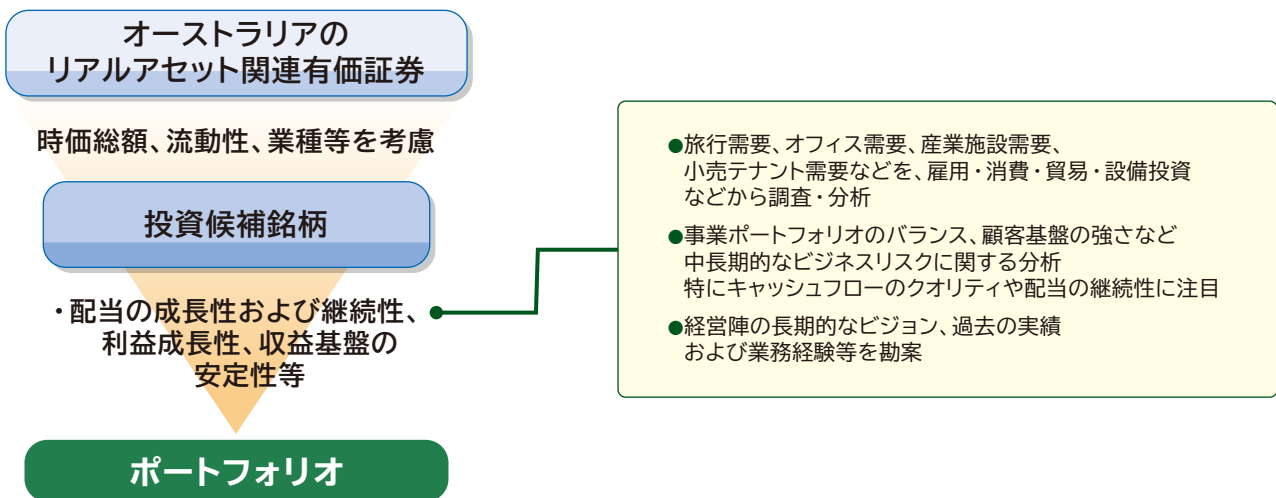 オーストラリアの
リアルアセット関連有価証券
時価総額、流動性、業種等を考慮
投資候補銘柄
・配当の成長性および継続性、
利益成長性、収益基盤の
安定性等
ポートフォリオ
●旅行需要、オフィス需要、産業施設需要、
小売テナント需要などを、雇用・消費・貿易・設備投資
などから調査・分析
●事業ポートフォリオのバランス、顧客基盤の強さなど
中長期的なビジネスリスクに関する分析
特にキャッシュフローのクオリティや配当の継続性に注目
●経営陣の長期的なビジョン、過去の実績
および業務経験等を勘案